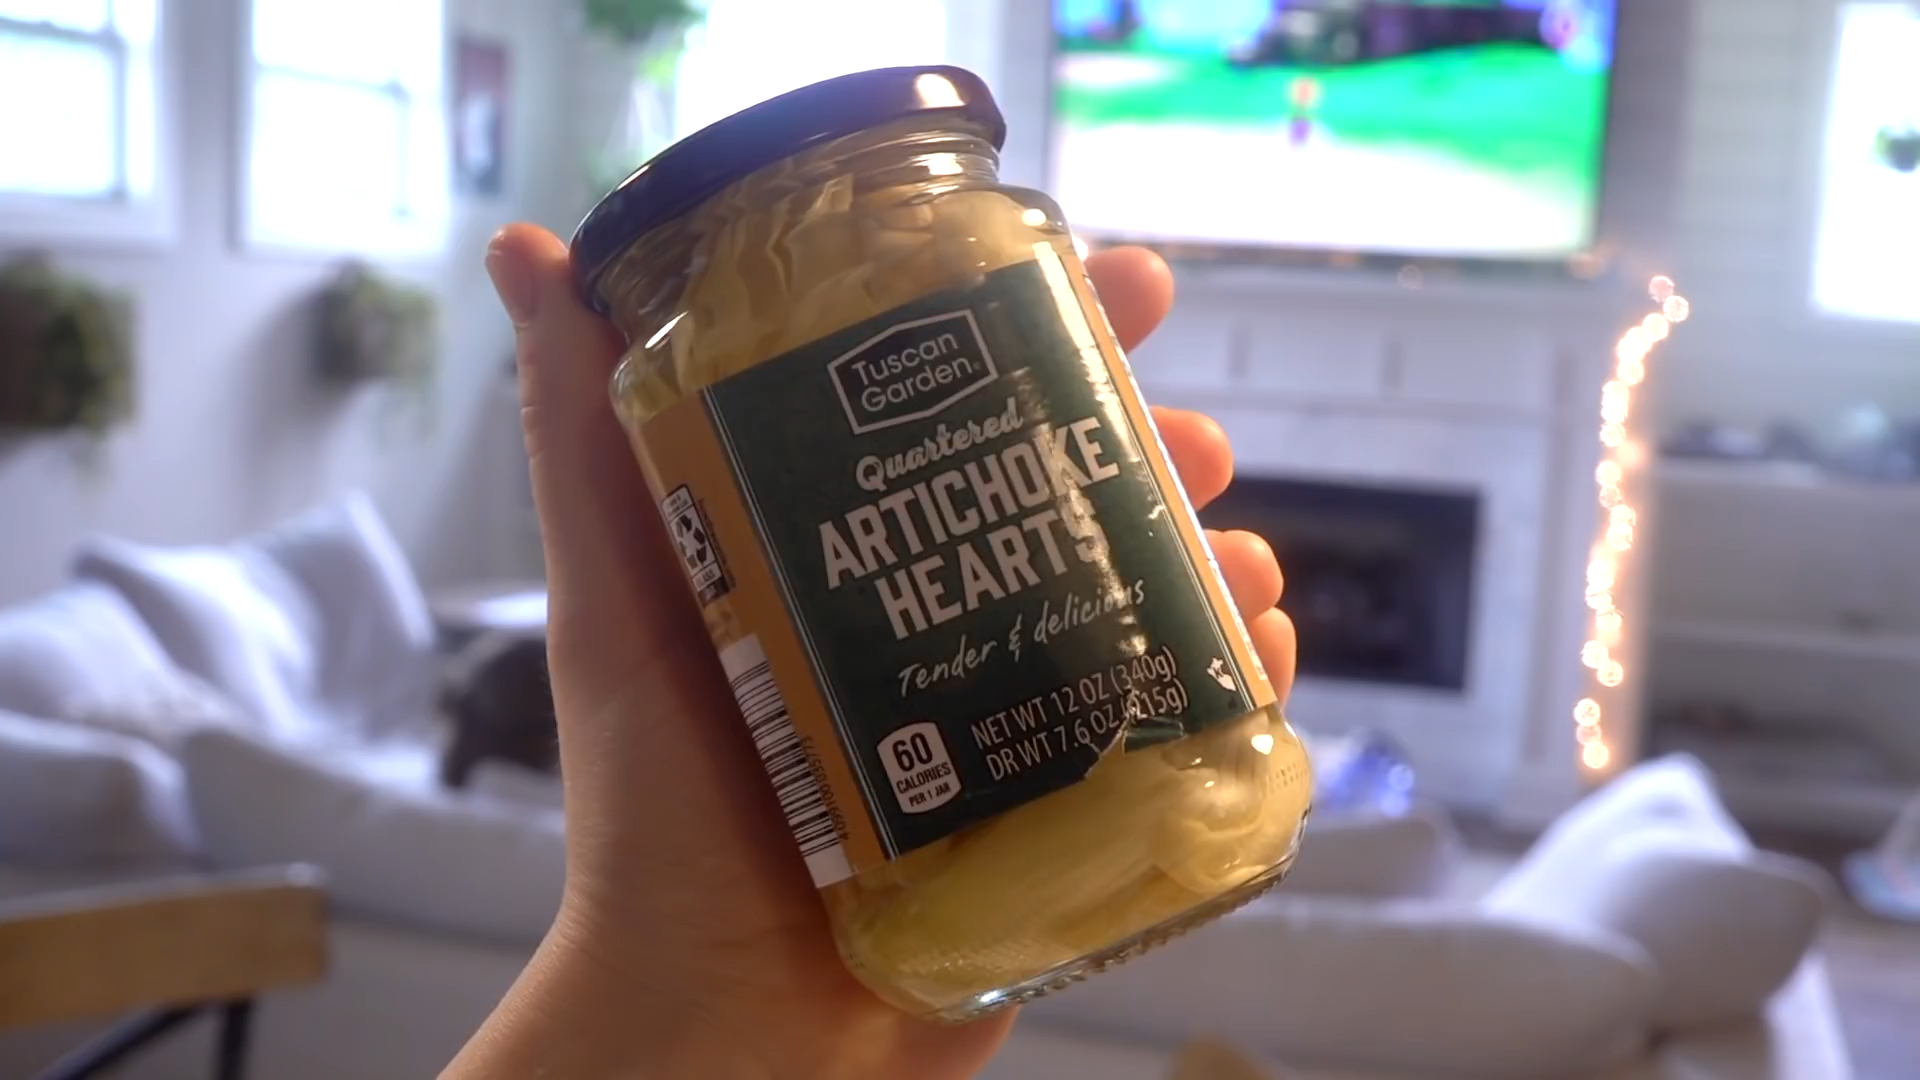 Tuscan
Garden
Quartered
ARTICHOKE
HEARTS
Tender & delicious
NET WT 12 OZ (340g)
DR WT 7.6 OZ (215g)
60
CALORIES
PER 1 JAR